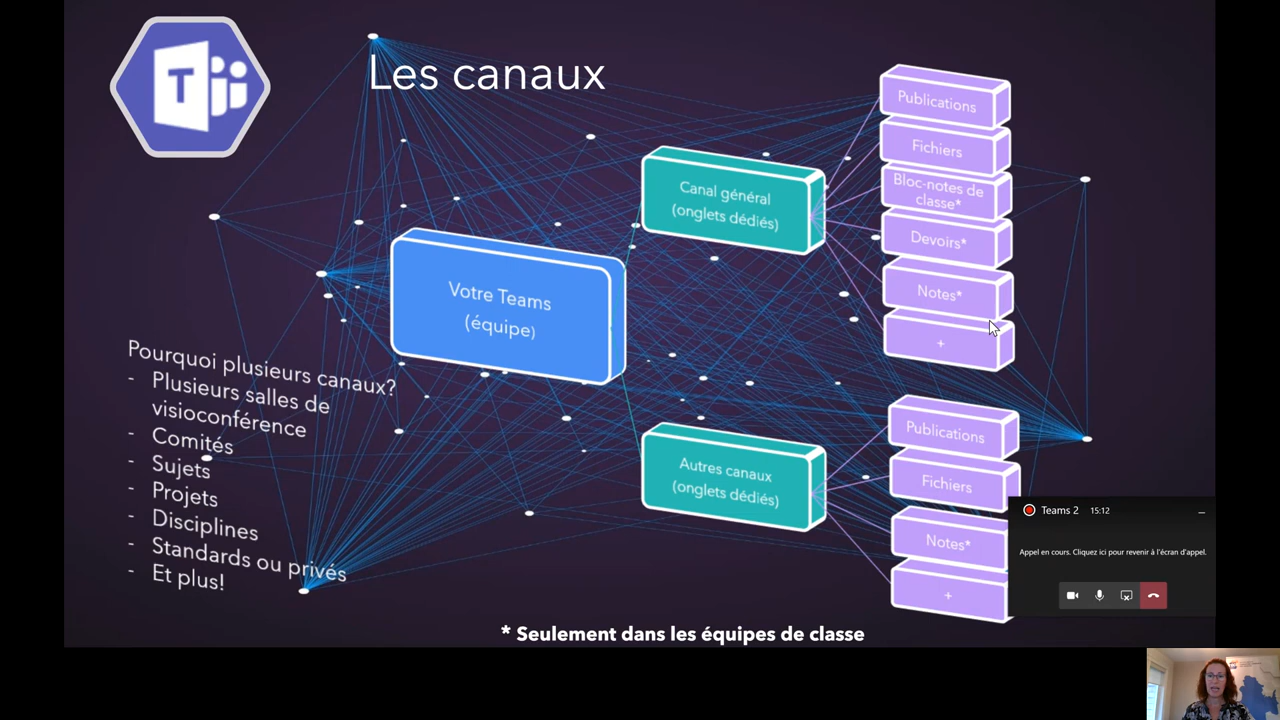 T
Les canaux
Publications
Fichiers
Bloc-notes de
classe*
Devoirs*
Notes*
+
Canal général
(onglets dédiés)
Votre Teams
(équipe)
Pourquoi plusieurs canaux?
- Plusieurs salles de
visioconférence
- Comités
- Sujets
- Projets
- Disciplines
- Standards ou privés
- Et plus!
Autres canaux
(onglets dédiés)
Publications
Fichiers
Notes*
+
Teams 2 15:12
Appel en cours. Cliquez ici pour revenir à l'écran d'appel.
* Seulement dans les équipes de classe